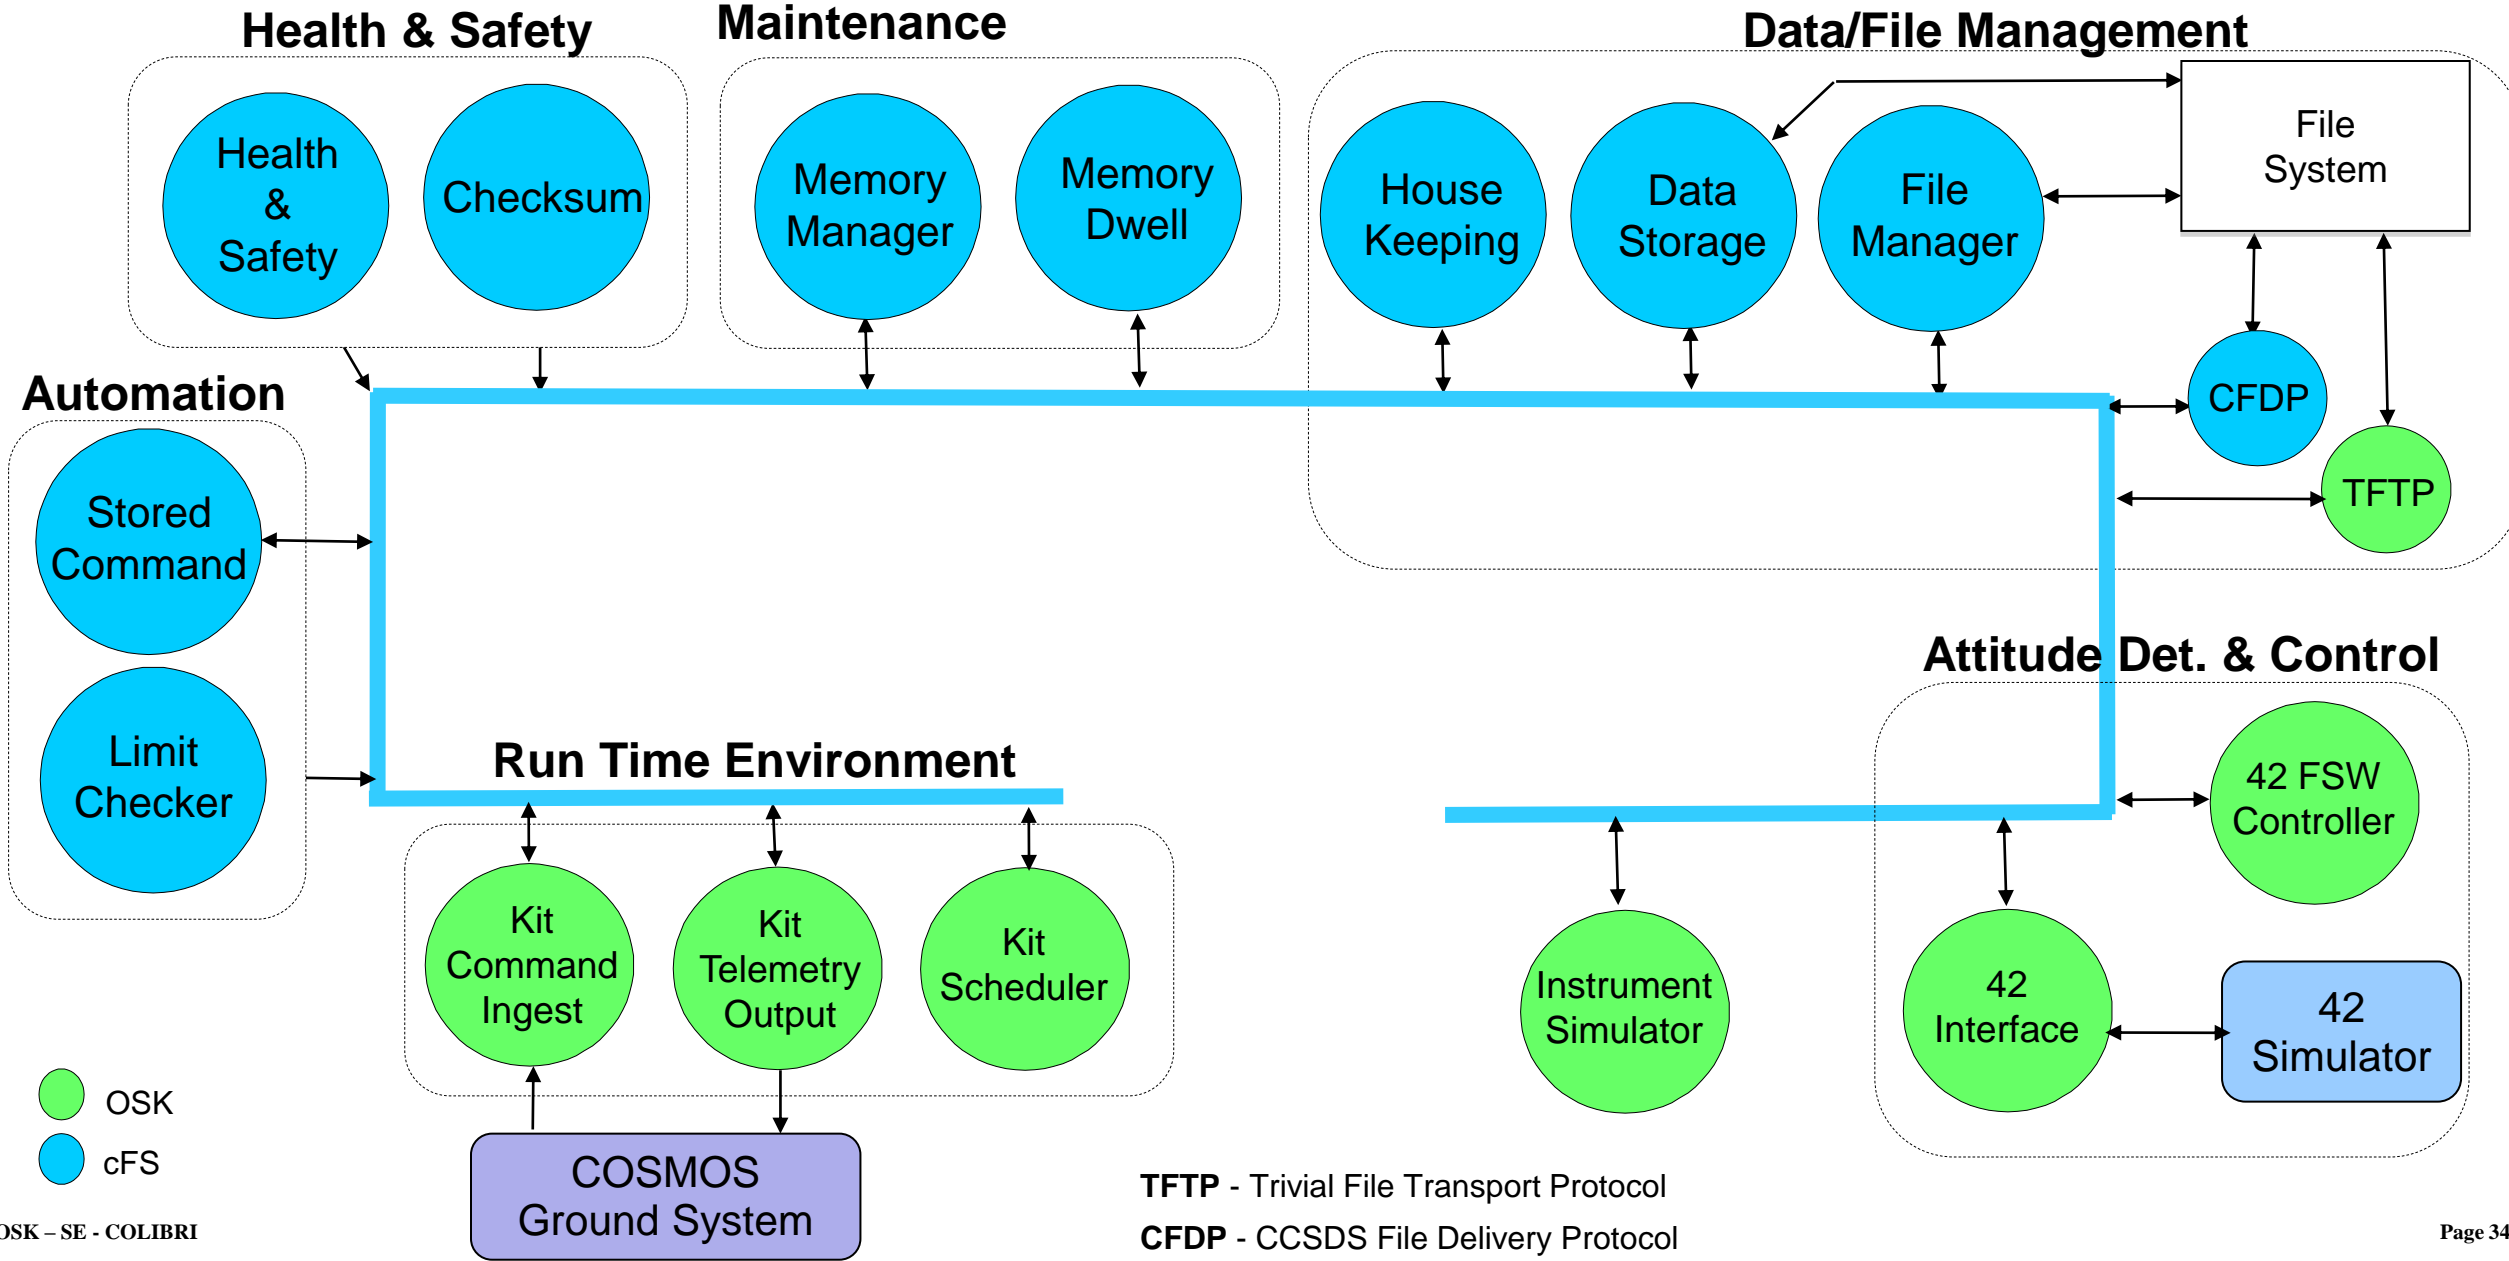 Health & Safety
Maintenance
Data/File Management
Health
&
Safety
Checksum
Memory
Manager
Memory
Dwell
House
Keeping
Data
Storage
File
Manager
File
System
CFDP
TFTP
Automation
Stored
Command
Limit
Checker
Run Time Environment
Kit
Command
Ingest
Kit
Telemetry
Output
Kit
Scheduler
Attitude Det. & Control
42 FSW
Controller
Instrument
Simulator
42
Interface
42
Simulator
OSK
cFS
COSMOS
Ground System
TFTP - Trivial File Transport Protocol
CFDP - CCSDS File Delivery Protocol
OSK – SE - COLIBRI
Page 34